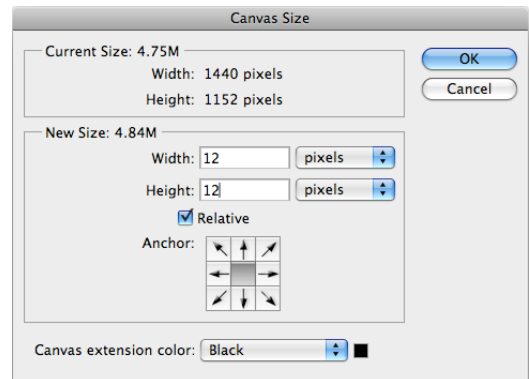 Canvas Size
Current Size: 4.75M
Width: 1440 pixels
Height: 1152 pixels
OK
Cancel
New Size: 4.84M
Width: 12 pixels
Height: 12 pixels
Relative
Anchor:
Canvas extension color: Black